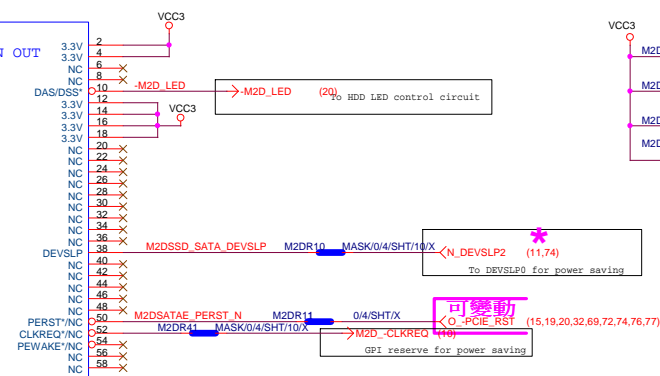 VCC3
VCC3
N OUT
3.3V 2
3.3V 4
NC 6
NC 8
DAS/DSS* 10 -M2D_LED -M2D_LED (20) To HDD LED control circuit
3.3V 12
3.3V 14 VCC3
3.3V 16
3.3V 18
NC 20
NC 22
NC 24
NC 26
NC 28
NC 30
NC 32
NC 34
NC 36
DEVSLP 38 M2DSSD_SATA_DEVSLP M2DR10 MASK/0/4/SHT/10/X N_DEVSLP2 (11,74)
*
To DEVSLP0 for power saving
NC 40
NC 42
NC 44
NC 46
NC 48
可變動
PERST*/NC 50 M2DSATAE_PERST_N M2DR11 0/4/SHT/X O_-PCIE_RST (15,19,20,32,69,72,74,76,77)
CLKREQ*/NC 52 M2DR41 MASK/0/4/SHT/10/X M2D_-CLKREQ
PEWAKE*/NC 54
GPI reserve for power saving
NC 56
NC 58
M2D
M2D
M2D
M2D